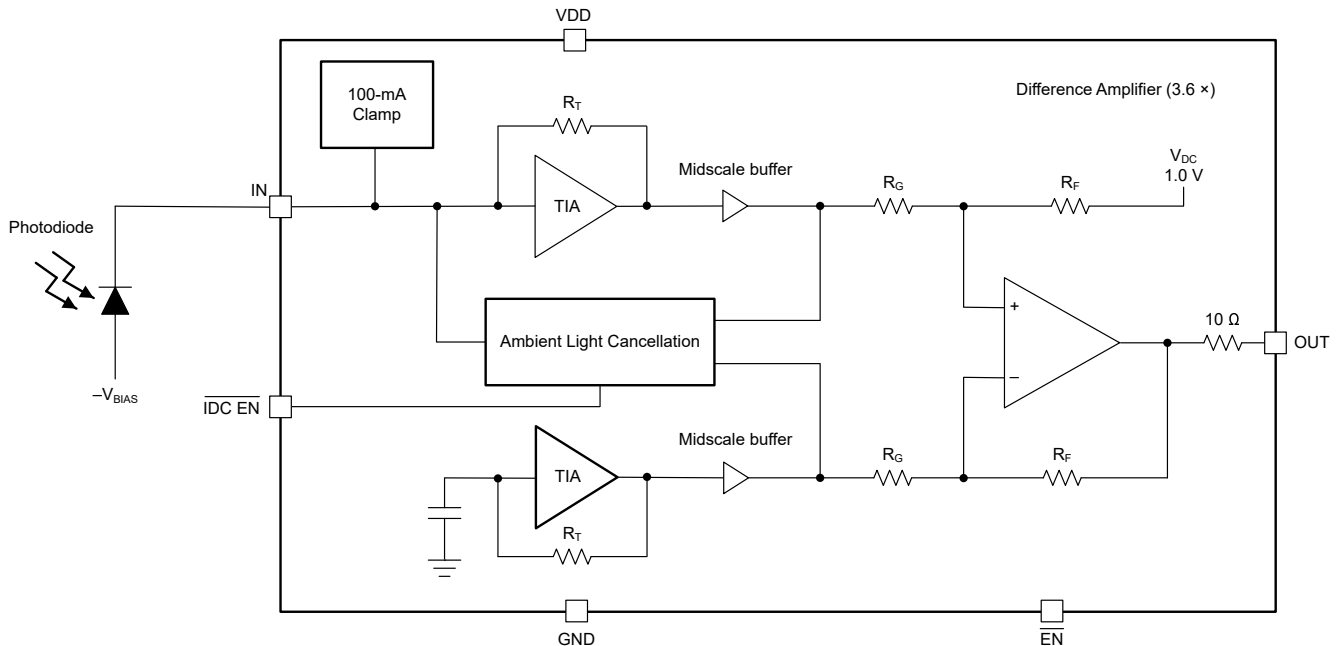 VDD
100-mA
Clamp
Difference Amplifier (3.6 ×)
RT
Midscale buffer
VDC
1.0 V
IN
RG
RF
TIA
Photodiode
+
Ambient Light Cancellation
10 Ω
OUT
–
–VBIAS
IDC EN
Midscale buffer
TIA
RG
RF
RT
GND
EN